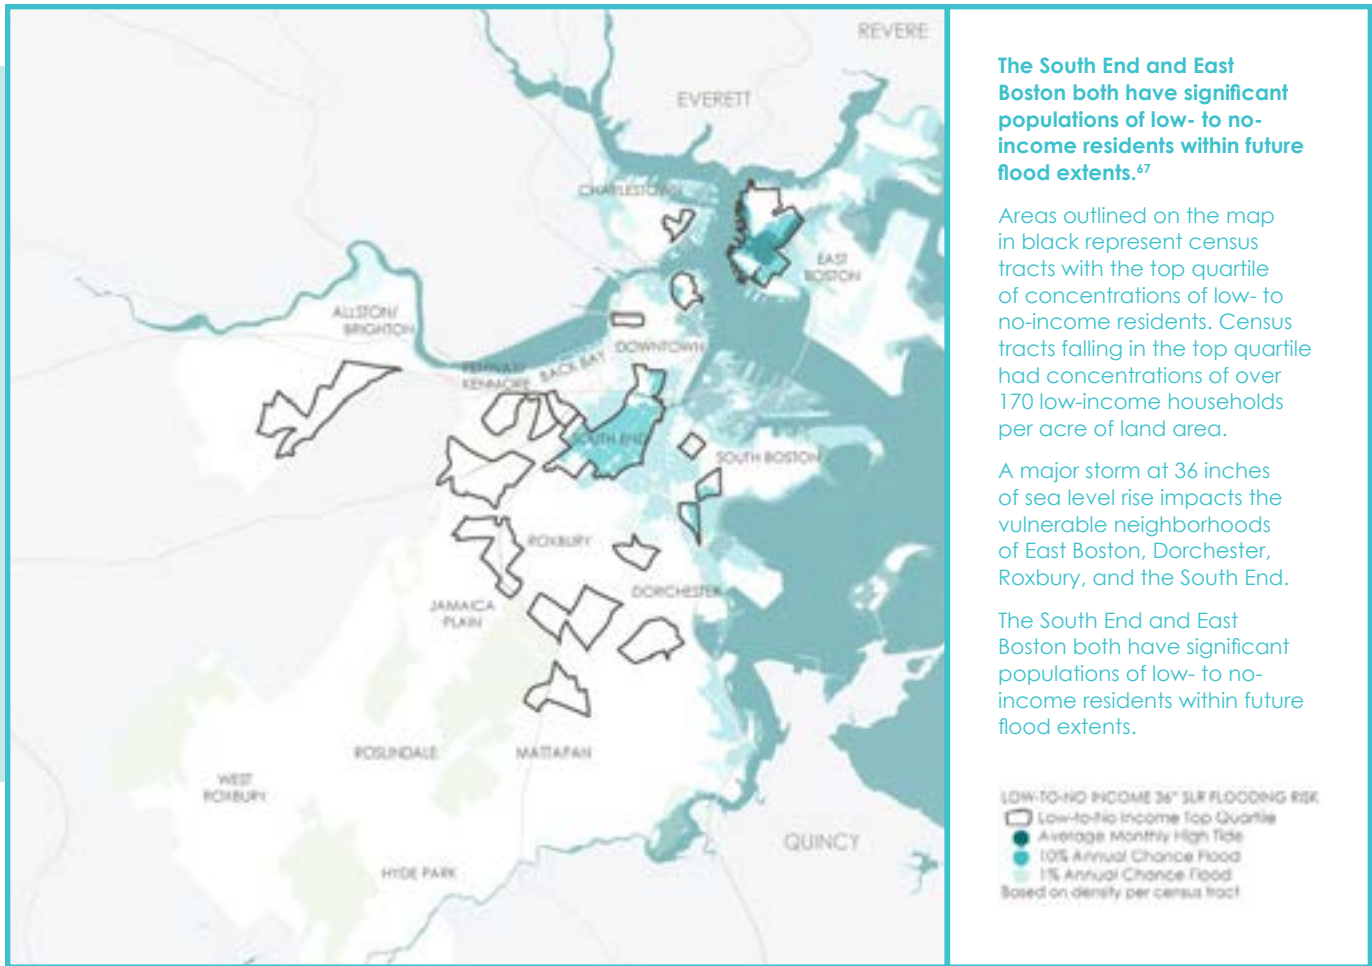 REVERE
EVERETT
CHARLESTOWN
EAST
BOSTON
ALLSTON/
BRIGHTON
DOWNTOWN
BACK BAY
FENWAY/
KENMORE
SOUTH END
SOUTH BOSTON
ROXBURY
DORCHESTER
JAMAICA
PLAIN
ROSLINDALE
MATTAPAN
WEST
ROXBURY
QUINCY
HYDE PARK
The South End and East
Boston both have significant
populations of low- to no-
income residents within future
flood extents.67
Areas outlined on the map
in black represent census
tracts with the top quartile
of concentrations of low- to
no-income residents. Census
tracts falling in the top quartile
had concentrations of over
170 low-income households
per acre of land area.
A major storm at 36 inches
of sea level rise impacts the
vulnerable neighborhoods
of East Boston, Dorchester,
Roxbury, and the South End.
The South End and East
Boston both have significant
populations of low- to no-
income residents within future
flood extents.
LOW-TO-NO INCOME 36" SLR FLOODING RISK
Low-to-No Income Top Quartile
Average Monthly High Tide
10% Annual Chance Flood
1% Annual Chance Flood
Based on density per census tract